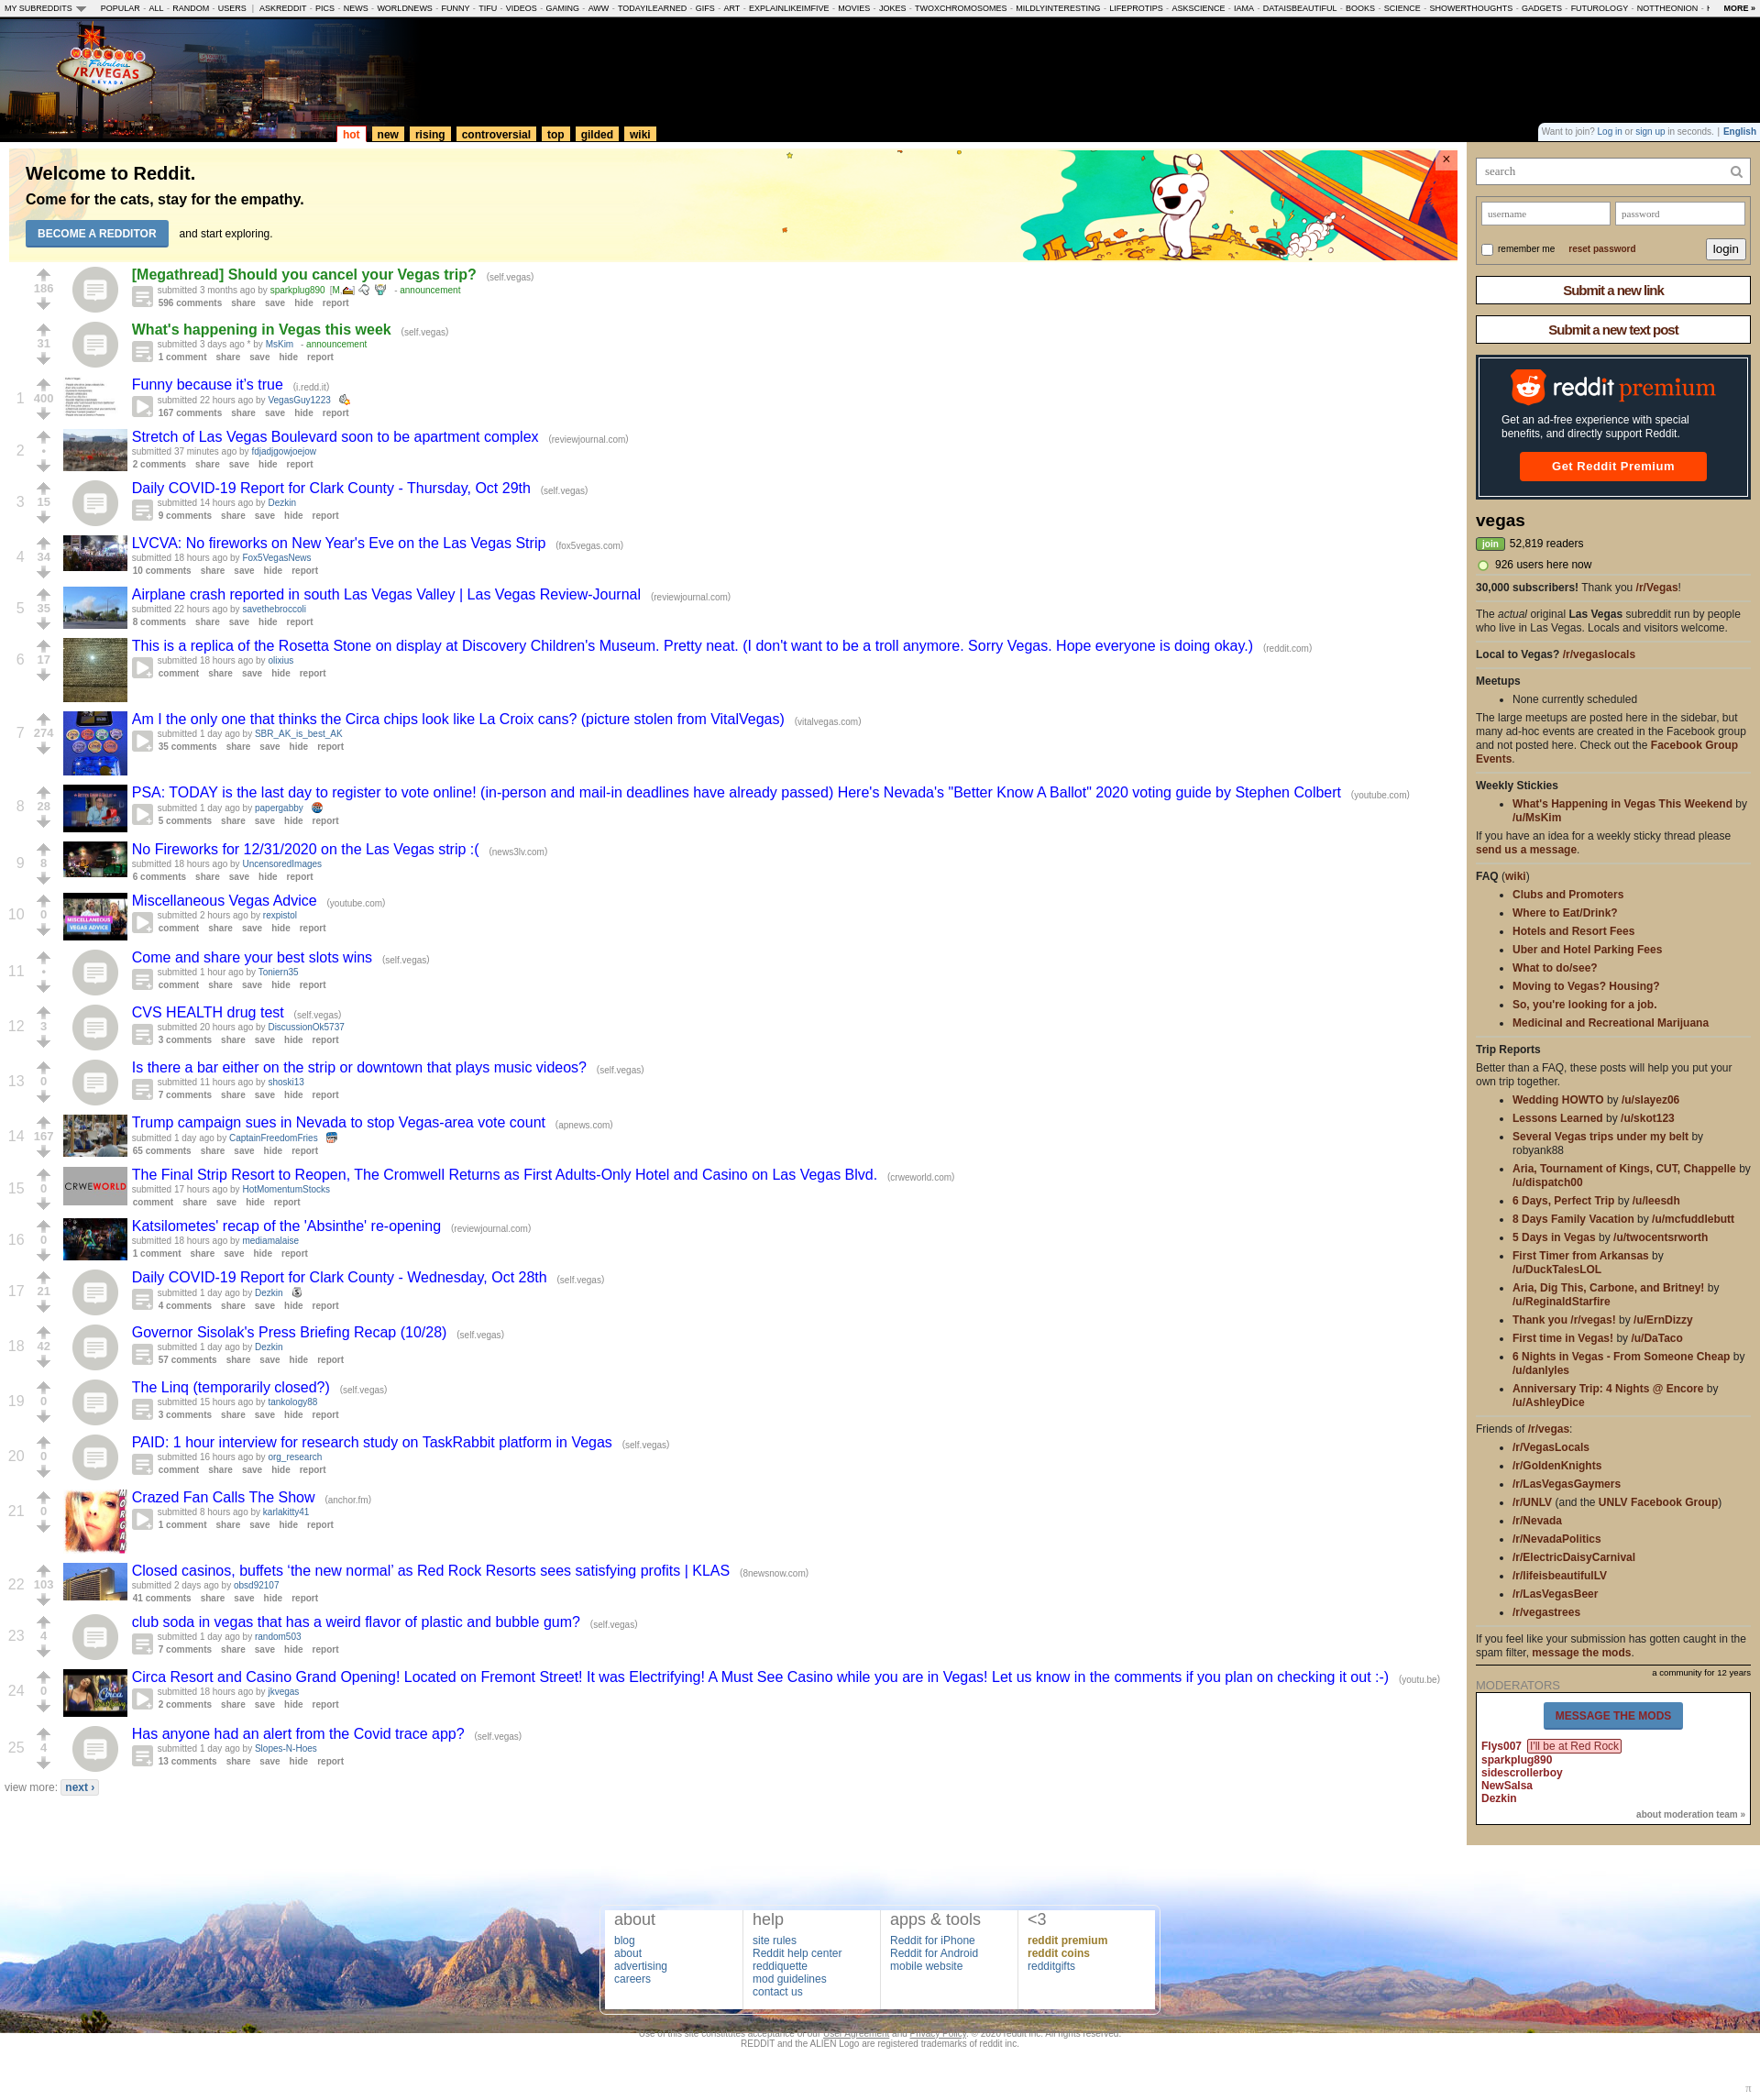 MY SUBREDDITS POPULAR - ALL - RANDOM - USERS | ASKREDDIT - PICS - NEWS - WORLDNEWS - FUNNY - TIFU - VIDEOS - GAMING - AWW - TODAYILEARNED - GIFS - ART - EXPLAINLIKEIMFIVE - MOVIES - JOKES - TWOXCHROMOSOMES - MILDLYINTERESTING - LIFEPROTIPS - ASKSCIENCE - IAMA - DATAISBEAUTIFUL - BOOKS - SCIENCE - SHOWERTHOUGHTS - GADGETS - FUTUROLOGY - NOTTHEONION - MORE »
WELCOME
Fabulous
/R/VEGAS
NEVADA
hot new rising controversial top gilded wiki
Want to join? Log in or sign up in seconds. | English
Welcome to Reddit.
Come for the cats, stay for the empathy.
BECOME A REDDITOR and start exploring.
×
186
[Megathread] Should you cancel your Vegas trip? (self.vegas)
submitted 3 months ago by sparkplug890 [M, ] - announcement
596 comments share save hide report
31
What's happening in Vegas this week (self.vegas)
submitted 3 days ago * by MsKim - announcement
1 comment share save hide report
1 400
Funny because it's true (i.redd.it)
submitted 22 hours ago by VegasGuy1223
167 comments share save hide report
2 •
Stretch of Las Vegas Boulevard soon to be apartment complex (reviewjournal.com)
submitted 37 minutes ago by fdjadjgowjoejow
2 comments share save hide report
3 15
Daily COVID-19 Report for Clark County - Thursday, Oct 29th (self.vegas)
submitted 14 hours ago by Dezkin
9 comments share save hide report
4 34
LVCVA: No fireworks on New Year's Eve on the Las Vegas Strip (fox5vegas.com)
submitted 18 hours ago by Fox5VegasNews
10 comments share save hide report
5 35
Airplane crash reported in south Las Vegas Valley | Las Vegas Review-Journal (reviewjournal.com)
submitted 22 hours ago by savethebroccoli
8 comments share save hide report
6 17
This is a replica of the Rosetta Stone on display at Discovery Children's Museum. Pretty neat. (I don't want to be a troll anymore. Sorry Vegas. Hope everyone is doing okay.) (reddit.com)
submitted 18 hours ago by olixius
comment share save hide report
7 274
Am I the only one that thinks the Circa chips look like La Croix cans? (picture stolen from VitalVegas) (vitalvegas.com)
submitted 1 day ago by SBR_AK_is_best_AK
35 comments share save hide report
8 28
PSA: TODAY is the last day to register to vote online! (in-person and mail-in deadlines have already passed) Here's Nevada's "Better Know A Ballot" 2020 voting guide by Stephen Colbert (youtube.com)
submitted 1 day ago by papergabby
5 comments share save hide report
9 8
No Fireworks for 12/31/2020 on the Las Vegas strip :( (news3lv.com)
submitted 18 hours ago by UncensoredImages
6 comments share save hide report
10 0
MISCELLANEOUS
VEGAS ADVICE
Miscellaneous Vegas Advice (youtube.com)
submitted 2 hours ago by rexpistol
comment share save hide report
11 •
Come and share your best slots wins (self.vegas)
submitted 1 hour ago by Toniern35
comment share save hide report
12 3
CVS HEALTH drug test (self.vegas)
submitted 20 hours ago by DiscussionOk5737
3 comments share save hide report
13 0
Is there a bar either on the strip or downtown that plays music videos? (self.vegas)
submitted 11 hours ago by shoski13
7 comments share save hide report
14 167
Trump campaign sues in Nevada to stop Vegas-area vote count (apnews.com)
submitted 1 day ago by CaptainFreedomFries
65 comments share save hide report
15 0
CRWEWORLD
The Final Strip Resort to Reopen, The Cromwell Returns as First Adults-Only Hotel and Casino on Las Vegas Blvd. (crweworld.com)
submitted 17 hours ago by HotMomentumStocks
comment share save hide report
16 0
Katsilometes' recap of the 'Absinthe' re-opening (reviewjournal.com)
submitted 18 hours ago by mediamalaise
1 comment share save hide report
17 21
Daily COVID-19 Report for Clark County - Wednesday, Oct 28th (self.vegas)
submitted 1 day ago by Dezkin
4 comments share save hide report
18 42
Governor Sisolak's Press Briefing Recap (10/28) (self.vegas)
submitted 1 day ago by Dezkin
57 comments share save hide report
19 0
The Linq (temporarily closed?) (self.vegas)
submitted 15 hours ago by tankology88
3 comments share save hide report
20 0
PAID: 1 hour interview for research study on TaskRabbit platform in Vegas (self.vegas)
submitted 16 hours ago by org_research
comment share save hide report
21 0
MORGAN
Crazed Fan Calls The Show (anchor.fm)
submitted 8 hours ago by karlakitty41
1 comment share save hide report
22 103
Closed casinos, buffets ‘the new normal’ as Red Rock Resorts sees satisfying profits | KLAS (8newsnow.com)
submitted 2 days ago by obsd92107
41 comments share save hide report
23 4
club soda in vegas that has a weird flavor of plastic and bubble gum? (self.vegas)
submitted 1 day ago by random503
7 comments share save hide report
24 0
Circa
Circa Resort and Casino Grand Opening! Located on Fremont Street! It was Electrifying! A Must See Casino while you are in Vegas! Let us know in the comments if you plan on checking it out :-) (youtu.be)
submitted 18 hours ago by jkvegas
2 comments share save hide report
25 4
Has anyone had an alert from the Covid trace app? (self.vegas)
submitted 1 day ago by Slopes-N-Hoes
13 comments share save hide report
view more: next ›
search
username password
remember me reset password login
Submit a new link
Submit a new text post
reddit premium
Get an ad-free experience with special
benefits, and directly support Reddit.
Get Reddit Premium
vegas
join 52,819 readers
926 users here now
30,000 subscribers! Thank you /r/Vegas!
The actual original Las Vegas subreddit run by people
who live in Las Vegas. Locals and visitors welcome.
Local to Vegas? /r/vegaslocals
Meetups
• None currently scheduled
The large meetups are posted here in the sidebar, but
many ad-hoc events are created in the Facebook group
and not posted here. Check out the Facebook Group
Events.
Weekly Stickies
• What's Happening in Vegas This Weekend by
/u/MsKim
If you have an idea for a weekly sticky thread please
send us a message.
FAQ (wiki)
• Clubs and Promoters
• Where to Eat/Drink?
• Hotels and Resort Fees
• Uber and Hotel Parking Fees
• What to do/see?
• Moving to Vegas? Housing?
• So, you're looking for a job.
• Medicinal and Recreational Marijuana
Trip Reports
Better than a FAQ, these posts will help you put your
own trip together.
• Wedding HOWTO by /u/slayez06
• Lessons Learned by /u/skot123
• Several Vegas trips under my belt by
robyank88
• Aria, Tournament of Kings, CUT, Chappelle by
/u/dispatch00
• 6 Days, Perfect Trip by /u/leesdh
• 8 Days Family Vacation by /u/mcfuddlebutt
• 5 Days in Vegas by /u/twocentsrworth
• First Timer from Arkansas by
/u/DuckTalesLOL
• Aria, Dig This, Carbone, and Britney! by
/u/ReginaldStarfire
• Thank you /r/vegas! by /u/ErnDizzy
• First time in Vegas! by /u/DaTaco
• 6 Nights in Vegas - From Someone Cheap by
/u/danlyles
• Anniversary Trip: 4 Nights @ Encore by
/u/AshleyDice
Friends of /r/vegas:
• /r/VegasLocals
• /r/GoldenKnights
• /r/LasVegasGaymers
• /r/UNLV (and the UNLV Facebook Group)
• /r/Nevada
• /r/NevadaPolitics
• /r/ElectricDaisyCarnival
• /r/lifeisbeautifulLV
• /r/LasVegasBeer
• /r/vegastrees
If you feel like your submission has gotten caught in the
spam filter, message the mods.
a community for 12 years
MODERATORS
MESSAGE THE MODS
Flys007 I'll be at Red Rock
sparkplug890
sidescrollerboy
NewSalsa
Dezkin
about moderation team »
about
blog
about
advertising
careers
help
site rules
Reddit help center
reddiquette
mod guidelines
contact us
apps & tools
Reddit for iPhone
Reddit for Android
mobile website
<3
reddit premium
reddit coins
redditgifts
Use of this site constitutes acceptance of our User Agreement and Privacy Policy. © 2020 reddit inc. All rights reserved.
REDDIT and the ALIEN Logo are registered trademarks of reddit inc.
π